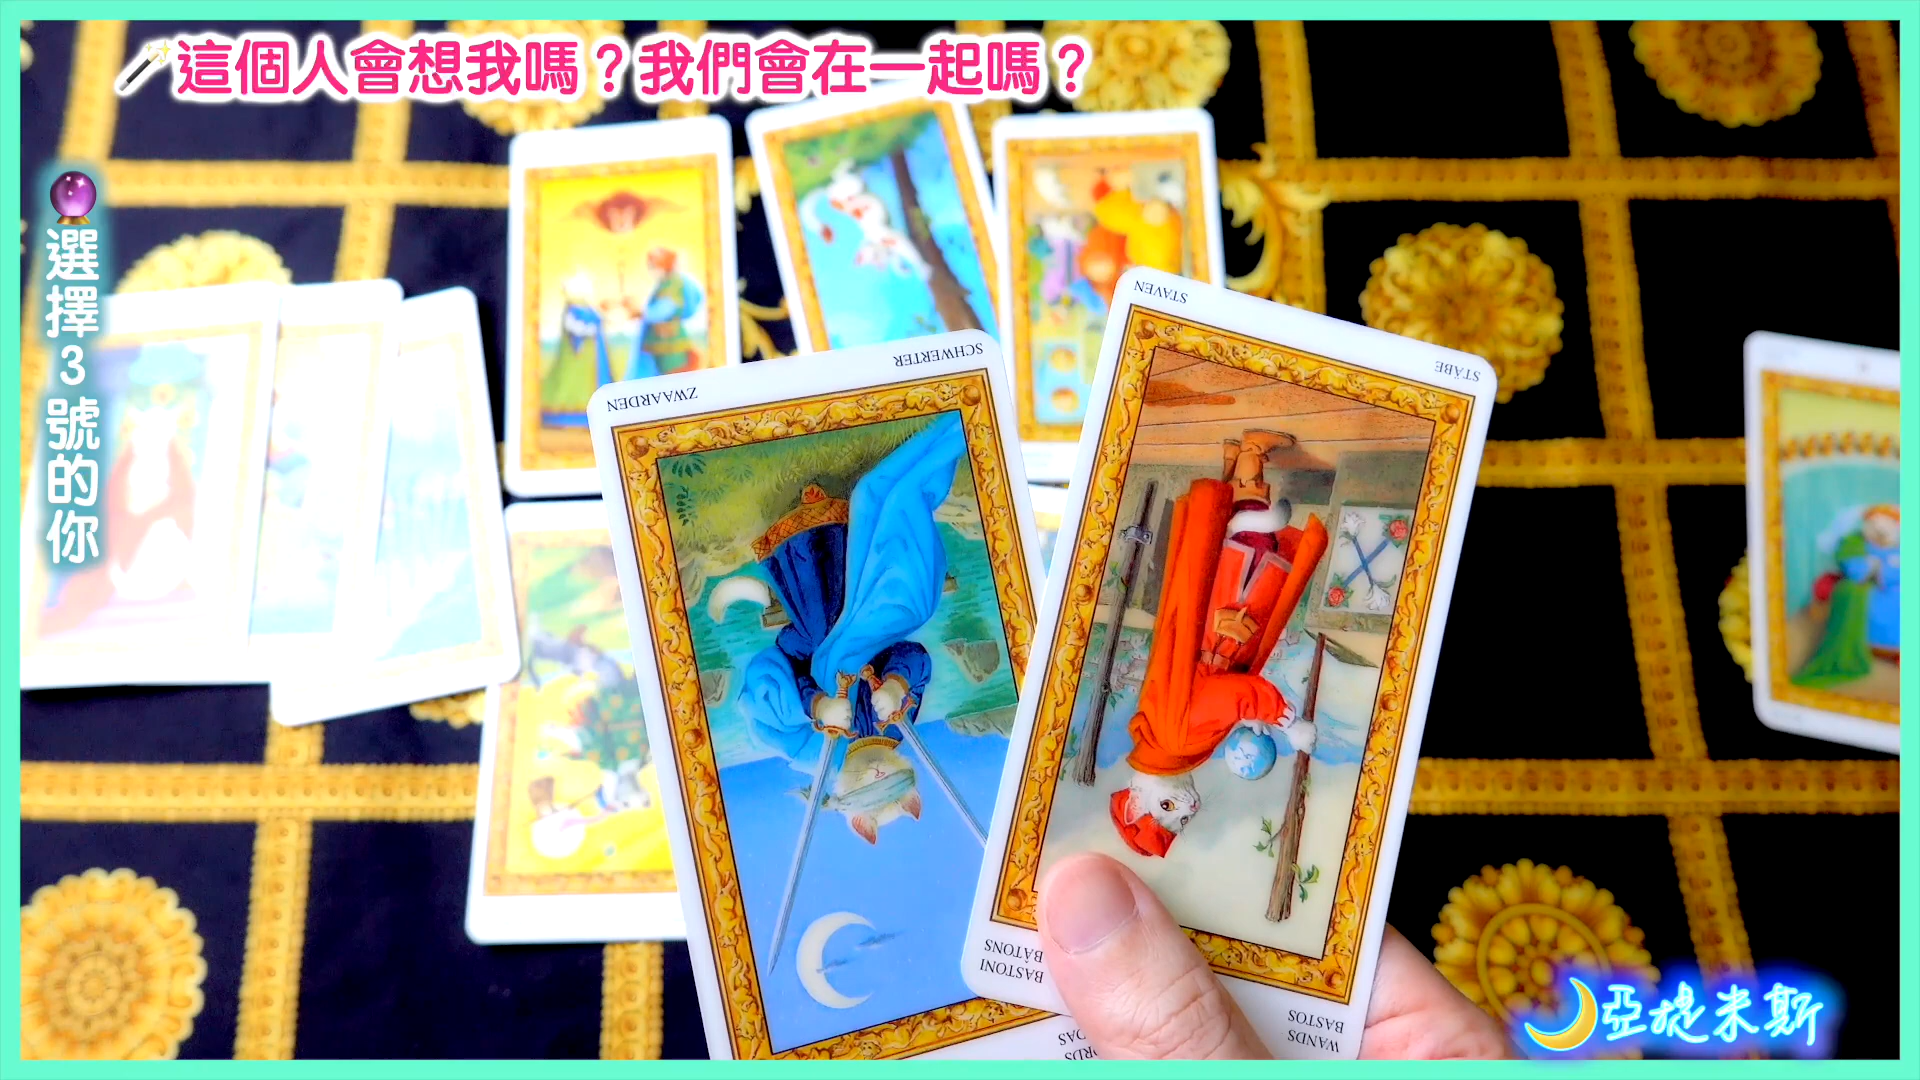 這個人會想我嗎？我們會在一起嗎？
選擇3號的你
ZWAARDEN
SCHWERTER
STAVEN
STÄBE
BASTONI
BÂTONS
WANDS
BASTOS
亞提米斯